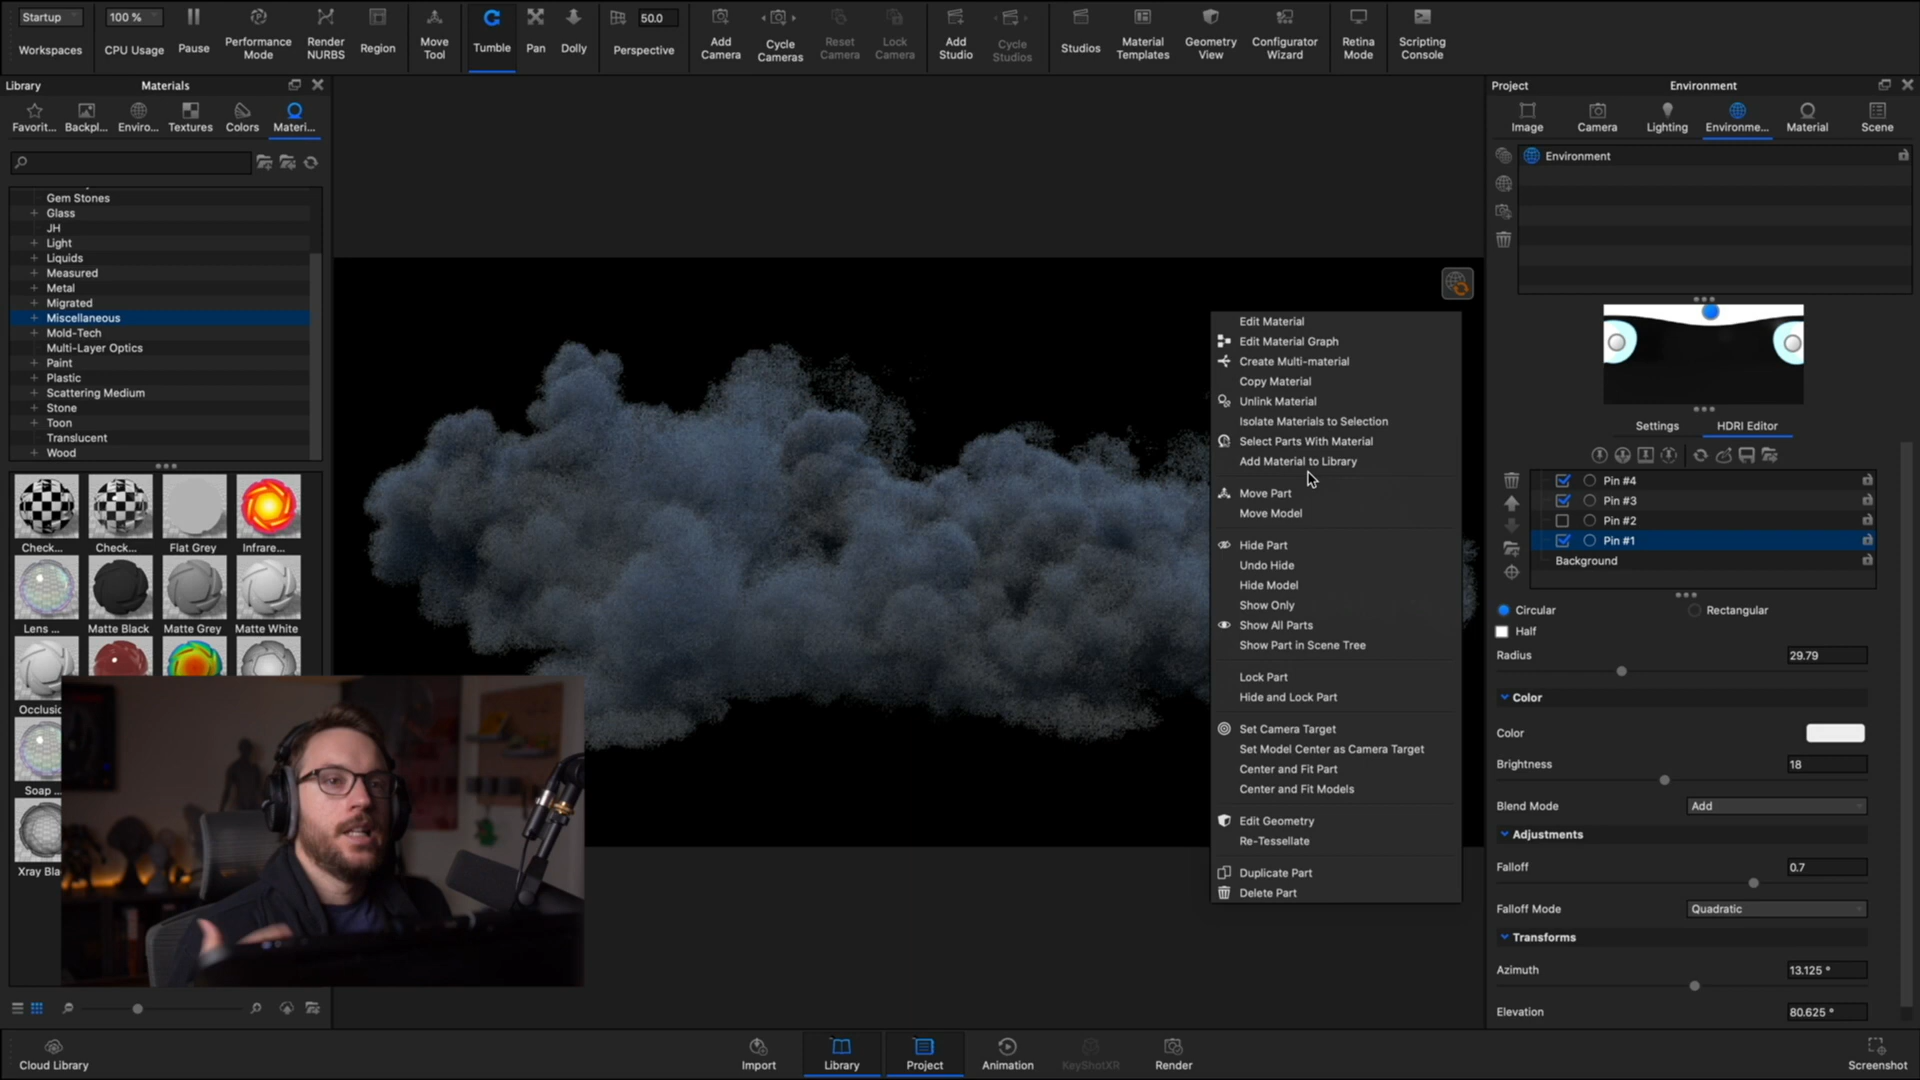 Startup
Workspaces
100 %
CPU Usage
Pause
Performance
Mode
Render
NURBS
Region
Move
Tool
Tumble
Pan
Dolly
50.0
Perspective
Add
Camera
Cycle
Cameras
Reset
Camera
Lock
Camera
Add
Studio
Cycle
Studios
Studios
Material
Templates
Geometry
View
Configurator
Wizard
Retina
Mode
Scripting
Console
Library
Materials
Favorit...
Backpl...
Enviro...
Textures
Colors
Materi...
Gem Stones
Glass
JH
Light
Liquids
Measured
Metal
Migrated
Miscellaneous
Mold-Tech
Multi-Layer Optics
Paint
Plastic
Scattering Medium
Stone
Toon
Translucent
Wood
Check...
Check...
Flat Grey
Infrare...
Lens ...
Matte Black
Matte Grey
Matte White
Occlusic
Soap ...
Xray Bla
Edit Material
Edit Material Graph
Create Multi-material
Copy Material
Unlink Material
Isolate Materials to Selection
Select Parts With Material
Add Material to Library
Move Part
Move Model
Hide Part
Undo Hide
Hide Model
Show Only
Show All Parts
Show Part in Scene Tree
Lock Part
Hide and Lock Part
Set Camera Target
Set Model Center as Camera Target
Center and Fit Part
Center and Fit Models
Edit Geometry
Re-Tessellate
Duplicate Part
Delete Part
Project
Environment
Image
Camera
Lighting
Environme...
Material
Scene
Environment
Settings
HDRI Editor
Pin #4
Pin #3
Pin #2
Pin #1
Background
Circular
Rectangular
Half
Radius
29.79
Color
Color
Brightness
18
Blend Mode
Add
Adjustments
Falloff
0.7
Falloff Mode
Quadratic
Transforms
Azimuth
13.125 °
Elevation
80.625 °
Cloud Library
Import
Library
Project
Animation
KeyShotXR
Render
Screenshot